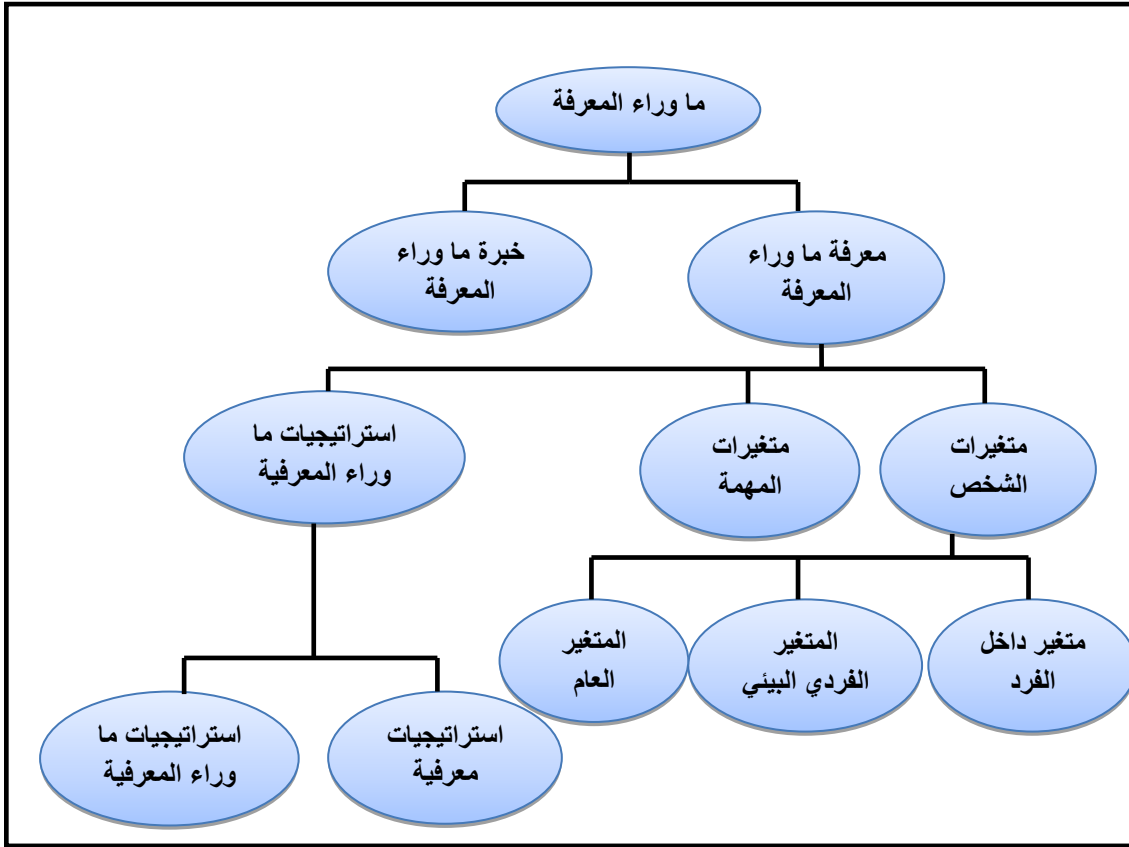 ما وراء المعرفة
معرفة ما وراء
المعرفة
خبرة ما وراء
المعرفة
متغيرات
الشخص
متغيرات
المهمة
استراتيجيات ما
وراء المعرفية
متغير داخل
الفرد
المتغير
الفردي البيئي
المتغير
العام
استراتيجيات
معرفية
استراتيجيات ما
وراء المعرفية